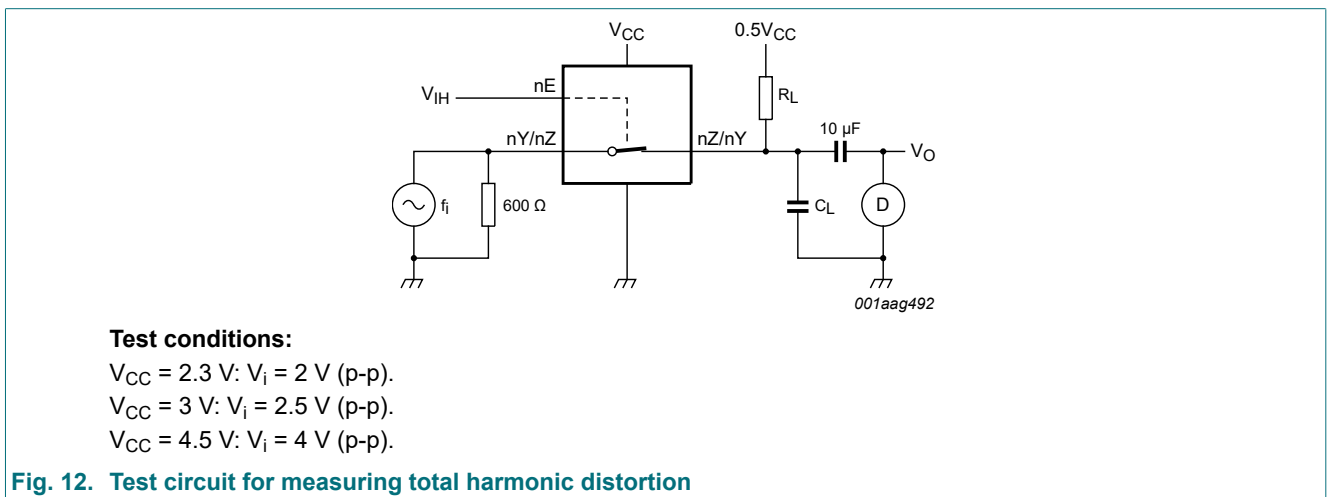 VCC 0.5VCC
nE
VIH
RL
10 μF
nY/nZ nZ/nY
VO
fi 600 Ω CL D
001aag492
Test conditions:
VCC = 2.3 V: Vi = 2 V (p-p).
VCC = 3 V: Vi = 2.5 V (p-p).
VCC = 4.5 V: Vi = 4 V (p-p).
Fig. 12. Test circuit for measuring total harmonic distortion